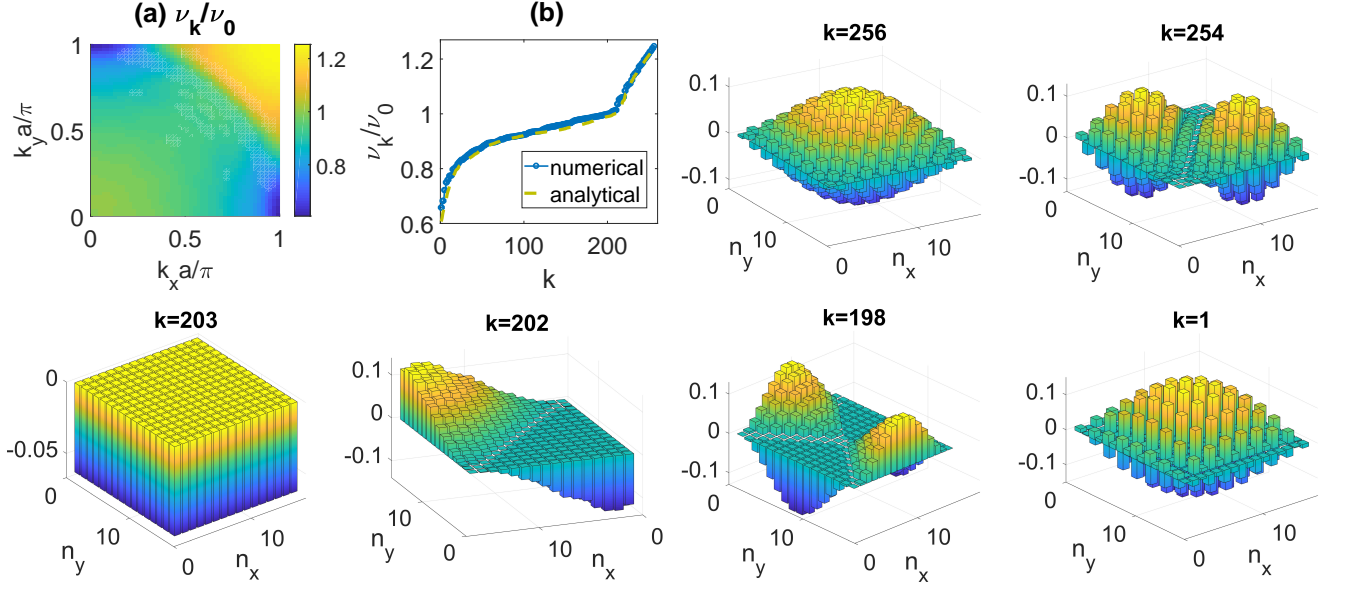 (a) ν_k/ν_0
1
0.5
0
0
0.5
1
k_y a/π
k_x a/π
1.2
1
0.8
(b)
1.2
1
0.8
0.6
0
100
200
ν_k/ν_0
k
numerical
analytical
k=256
0.1
0
-0.1
0
10
n_y
0
10
n_x
k=254
0.1
0
-0.1
0
10
n_y
0
10
n_x
k=203
0
-0.05
0
10
n_y
0
10
n_x
k=202
0.1
0
-0.1
10
0
n_y
10
0
n_x
k=198
0.1
0
-0.1
0
10
n_y
0
10
n_x
k=1
0.1
0
-0.1
0
10
n_y
0
10
n_x